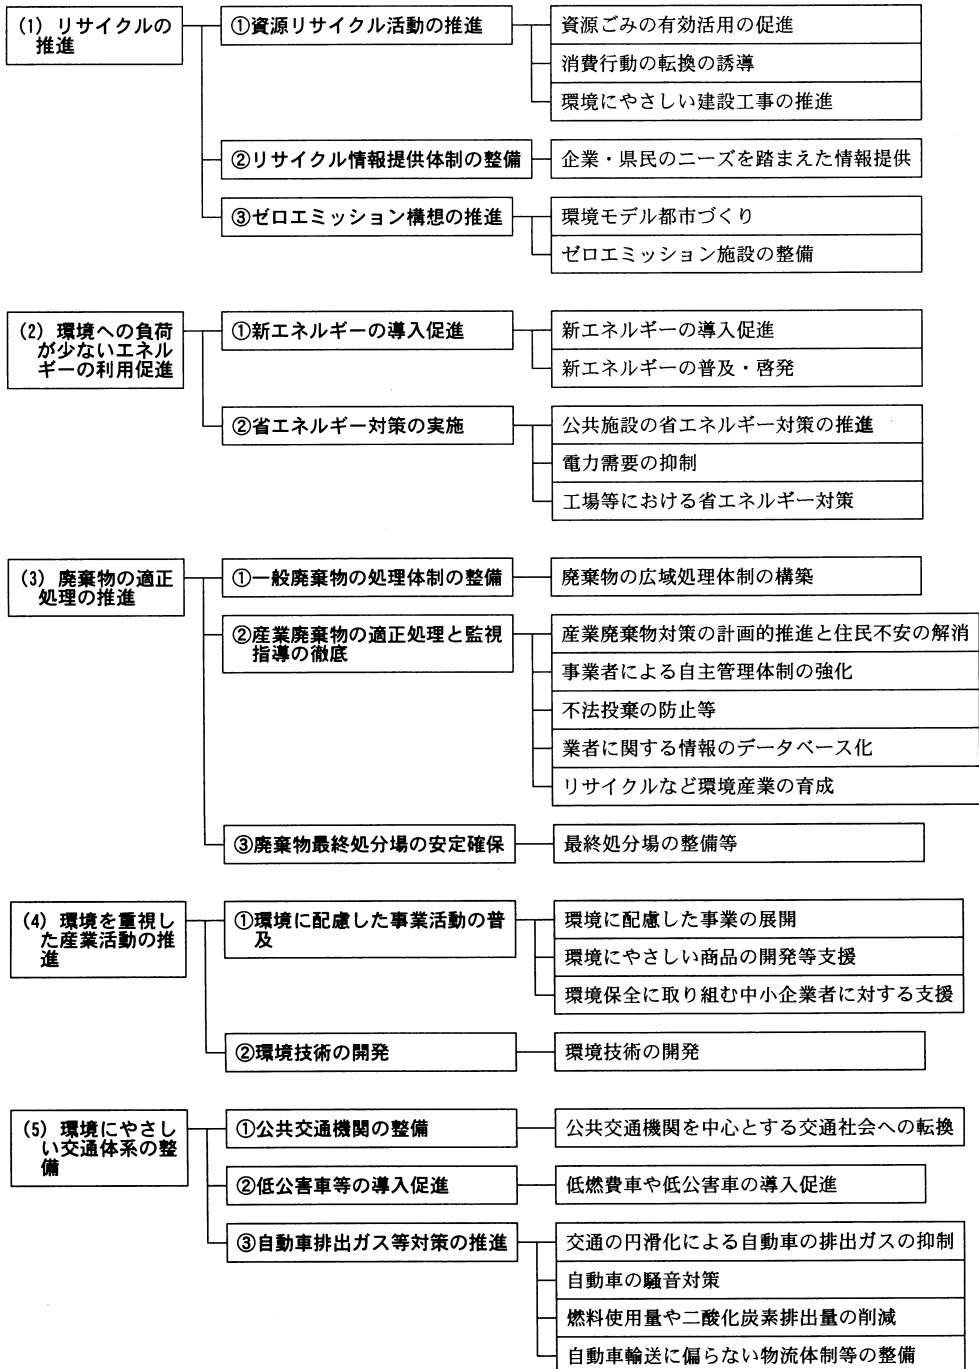 (1) リサイクルの
推進
①資源リサイクル活動の推進
資源ごみの有効活用の促進
消費行動の転換の誘導
環境にやさしい建設工事の推進
②リサイクル情報提供体制の整備
企業・県民のニーズを踏まえた情報提供
③ゼロエミッション構想の推進
環境モデル都市づくり
ゼロエミッション施設の整備
(2) 環境への負荷
が少ないエネル
ギーの利用促進
①新エネルギーの導入促進
新エネルギーの導入促進
新エネルギーの普及・啓発
②省エネルギー対策の実施
公共施設の省エネルギー対策の推進
電力需要の抑制
工場等における省エネルギー対策
(3) 廃棄物の適正
処理の推進
①一般廃棄物の処理体制の整備
廃棄物の広域処理体制の構築
②産業廃棄物の適正処理と監視
指導の徹底
産業廃棄物対策の計画的推進と住民不安の解消
事業者による自主管理体制の強化
不法投棄の防止等
業者に関する情報のデータベース化
リサイクルなど環境産業の育成
③廃棄物最終処分場の安定確保
最終処分場の整備等
(4) 環境を重視し
た産業活動の推
進
①環境に配慮した事業活動の普
及
環境に配慮した事業の展開
環境にやさしい商品の開発等支援
環境保全に取り組む中小企業者に対する支援
②環境技術の開発
環境技術の開発
(5) 環境にやさし
い交通体系の整
備
①公共交通機関の整備
公共交通機関を中心とする交通社会への転換
②低公害車等の導入促進
低燃費車や低公害車の導入促進
③自動車排出ガス等対策の推進
交通の円滑化による自動車の排出ガスの抑制
自動車の騒音対策
燃料使用量や二酸化炭素排出量の削減
自動車輸送に偏らない物流体制等の整備